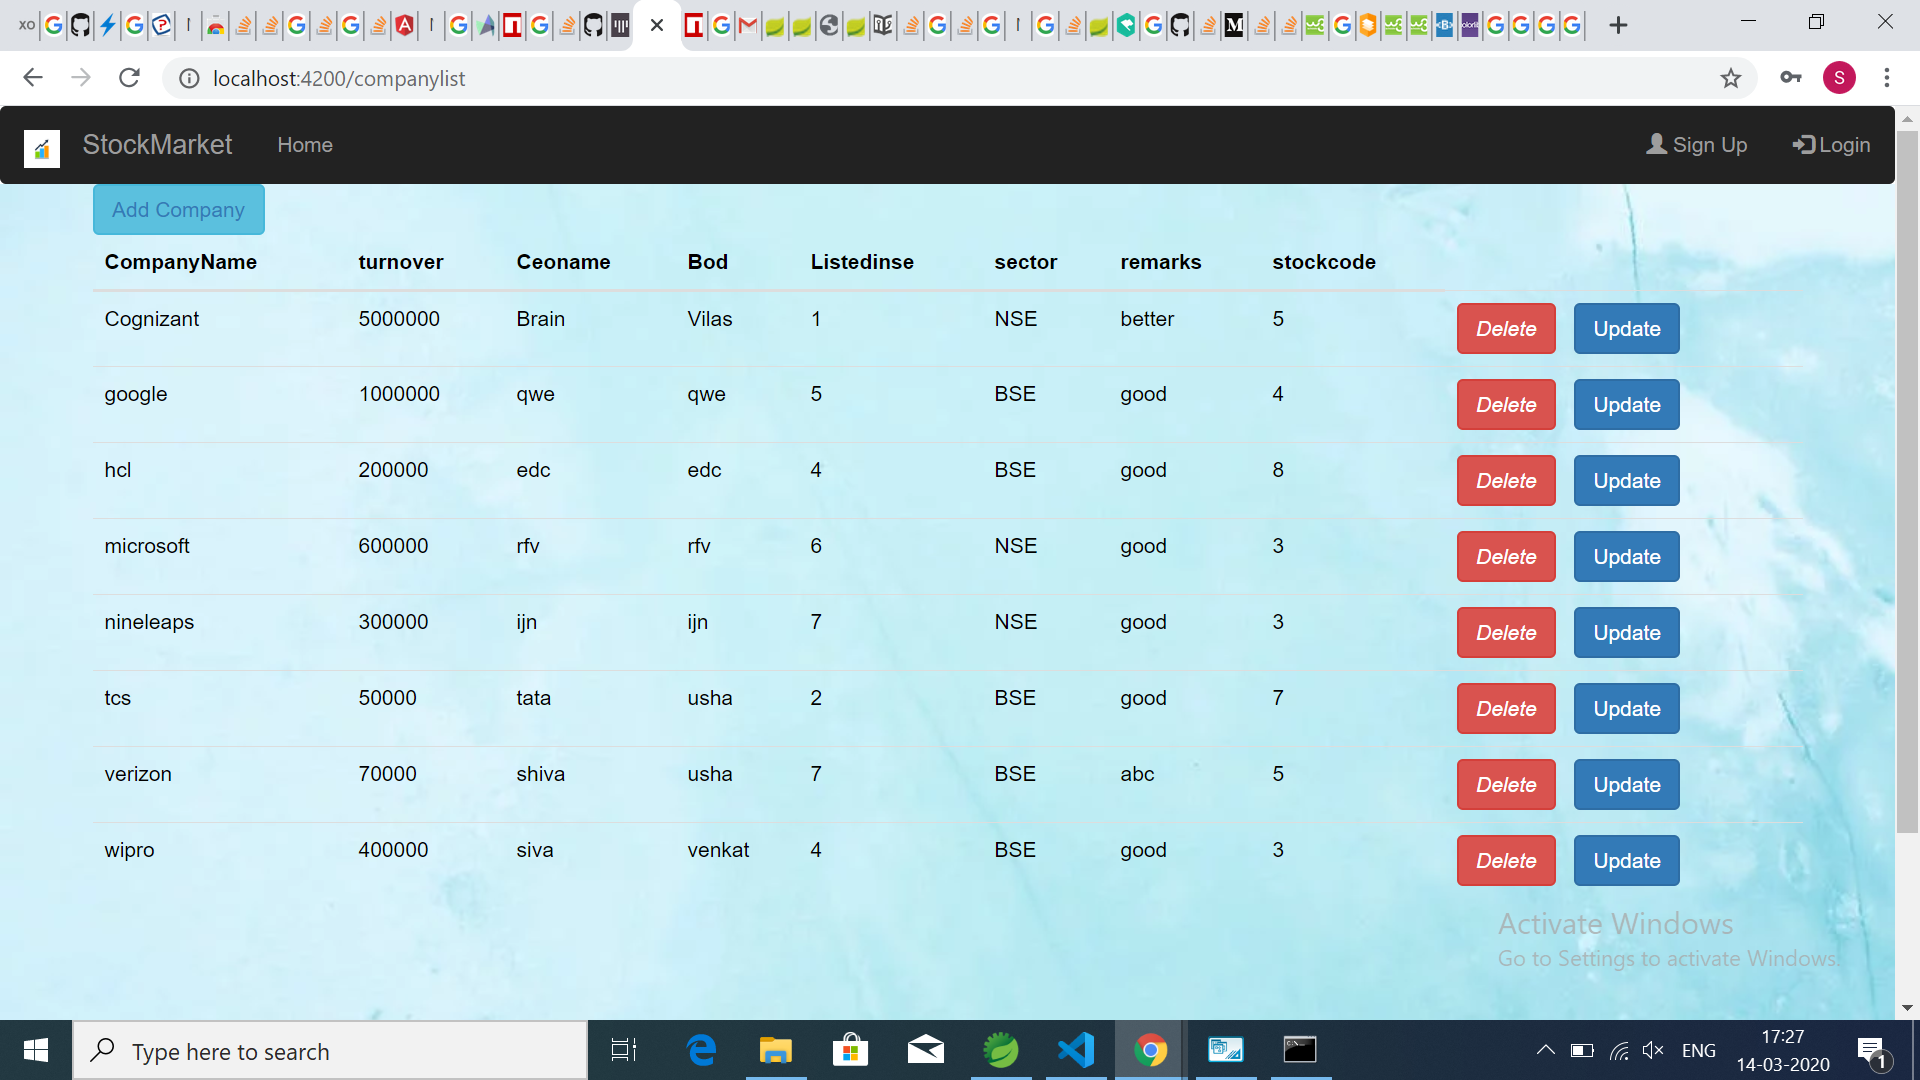 localhost:4200/companylist
S
StockMarket Home Sign Up Login
Add Company
CompanyName turnover Ceoname Bod Listedinse sector remarks stockcode
Cognizant 5000000 Brain Vilas 1 NSE better 5 Delete Update
google 1000000 qwe qwe 5 BSE good 4 Delete Update
hcl 200000 edc edc 4 BSE good 8 Delete Update
microsoft 600000 rfv rfv 6 NSE good 3 Delete Update
nineleaps 300000 ijn ijn 7 NSE good 3 Delete Update
tcs 50000 tata usha 2 BSE good 7 Delete Update
verizon 70000 shiva usha 7 BSE abc 5 Delete Update
wipro 400000 siva venkat 4 BSE good 3 Delete Update
Activate Windows
Go to Settings to activate Windows.
Type here to search
ENG
17:27
14-03-2020
1